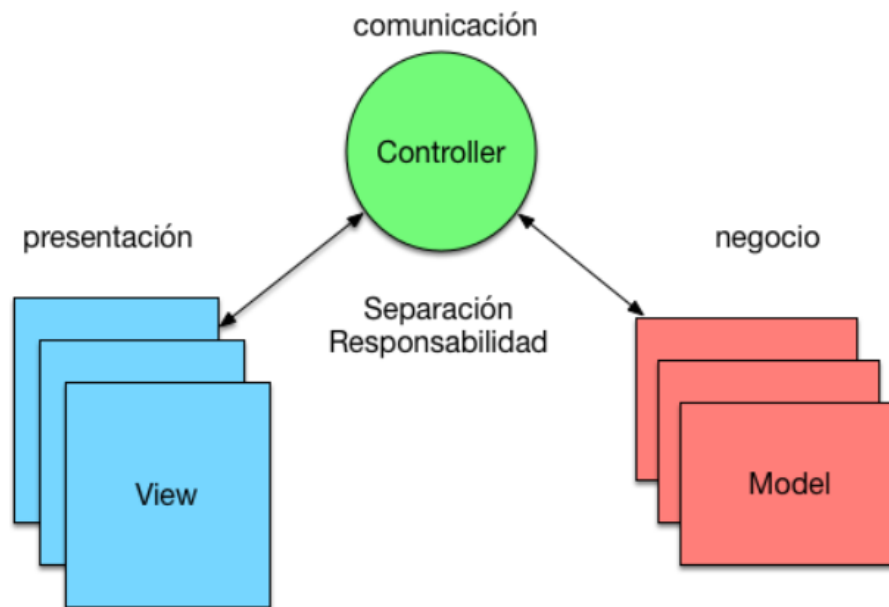 comunicación
Controller
presentación
negocio
Separación
Responsabilidad
View
Model